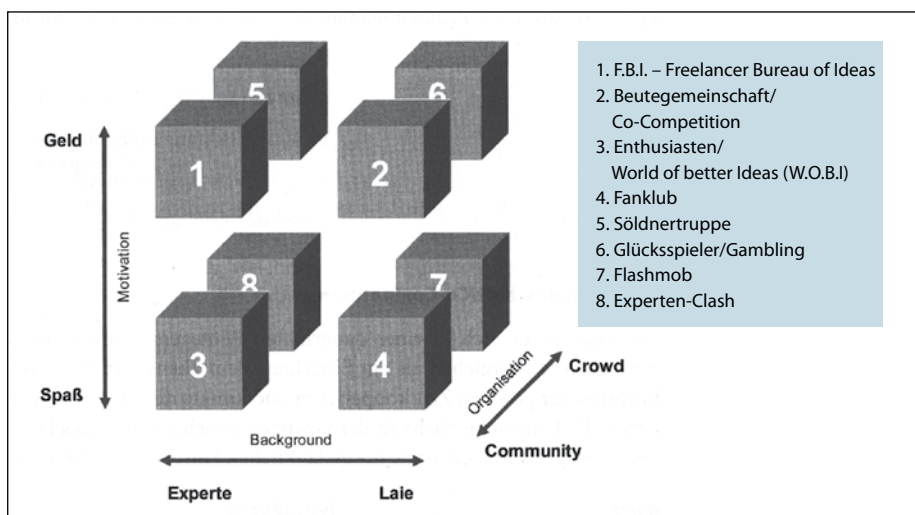 5
6
Geld
1
2
Motivation
8
7
3
4
Spaß
Organisation
Crowd
Background
Community
Experte
Laie
1. F.B.I. – Freelancer Bureau of Ideas
2. Beutegemeinschaft/
Co-Competition
3. Enthusiasten/
World of better Ideas (W.O.B.I)
4. Fanklub
5. Söldnertruppe
6. Glücksspieler/Gambling
7. Flashmob
8. Experten-Clash